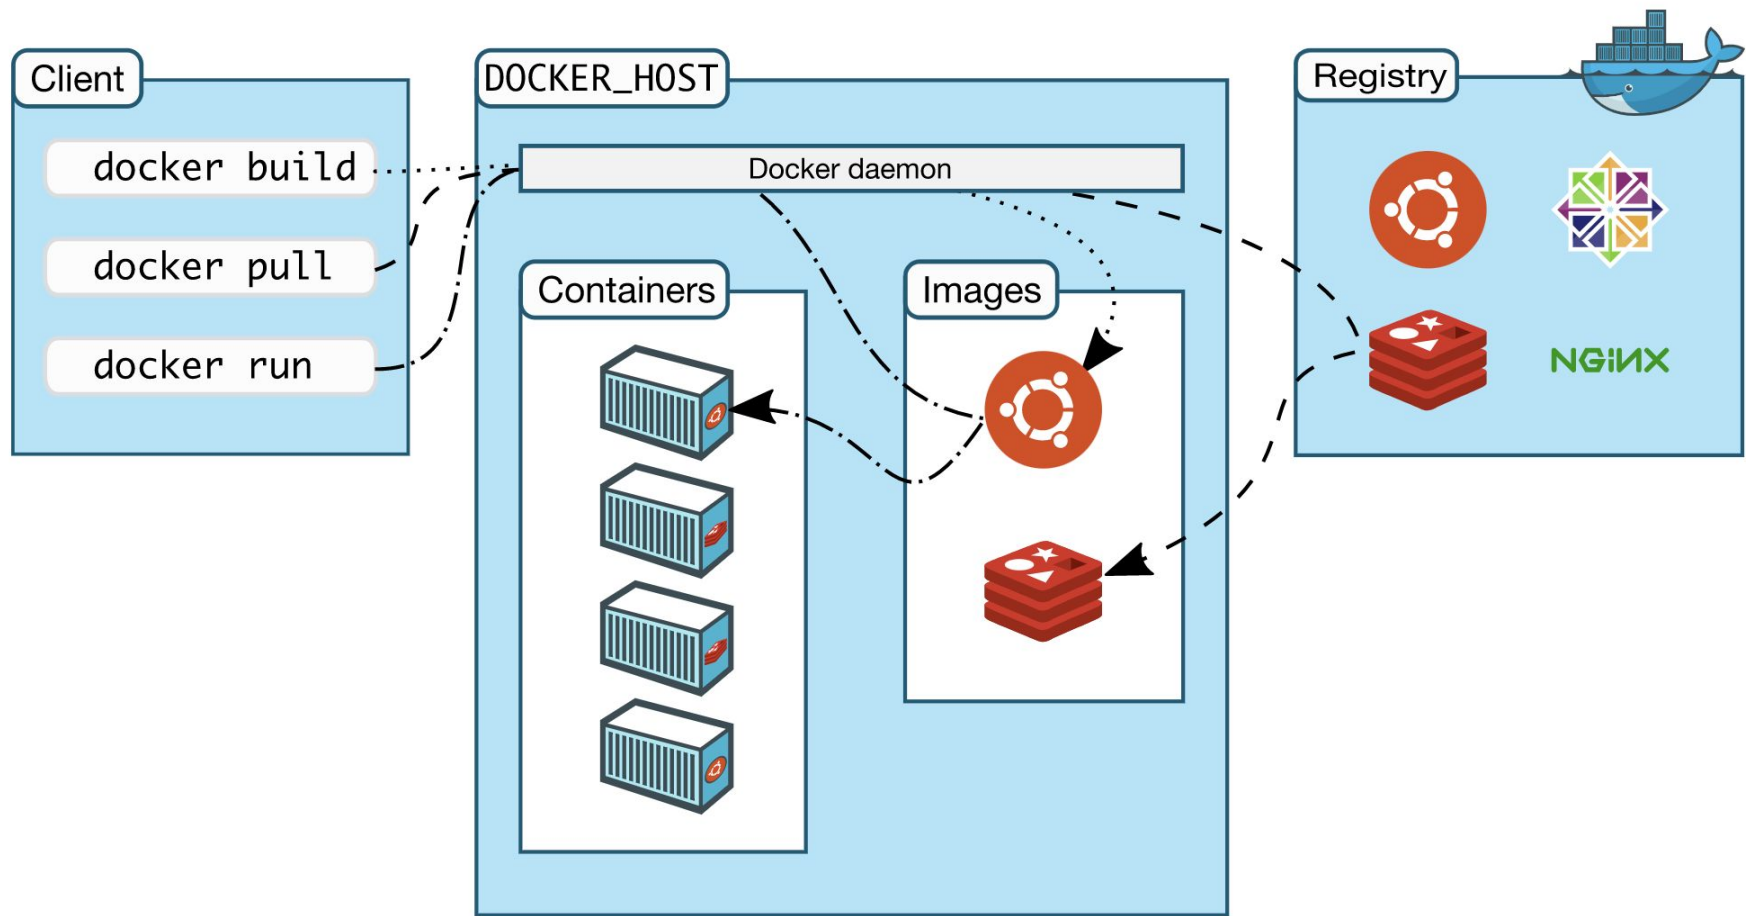 Client
docker build
docker pull
docker run
DOCKER_HOST
Docker daemon
Containers
Images
Registry
NGiNX